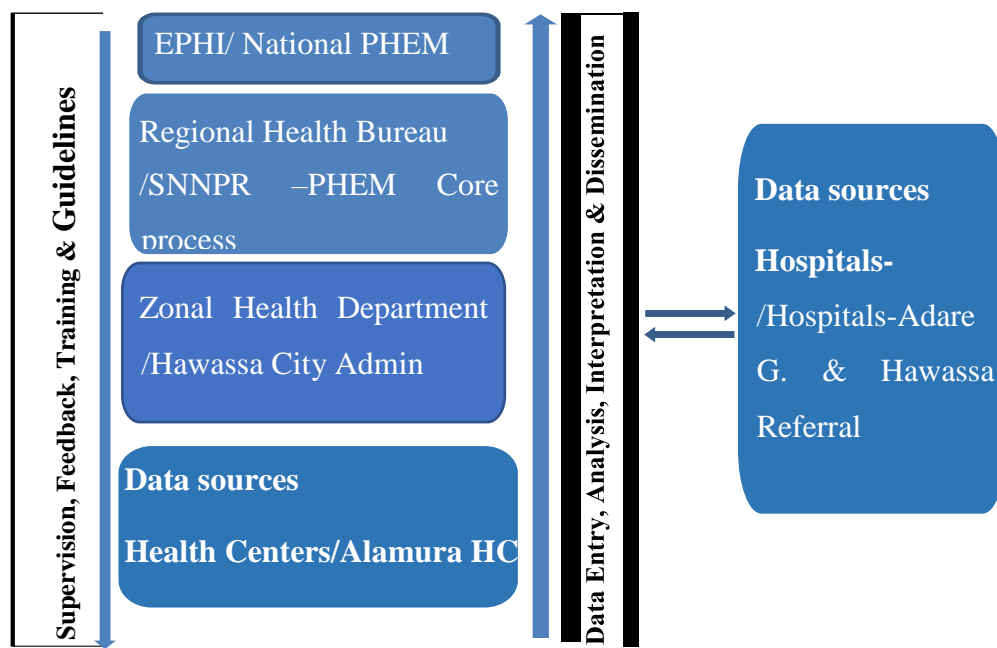 Supervision, Feedback, Training & Guidelines
EPHI/ National PHEM
Regional Health Bureau
/SNNPR –PHEM Core
process
Zonal Health Department
/Hawassa City Admin
Data sources
Health Centers/Alamura HC
Data Entry, Analysis, Interpretation & Dissemination
Data sources
Hospitals-
/Hospitals-Adare
G. & Hawassa
Referral